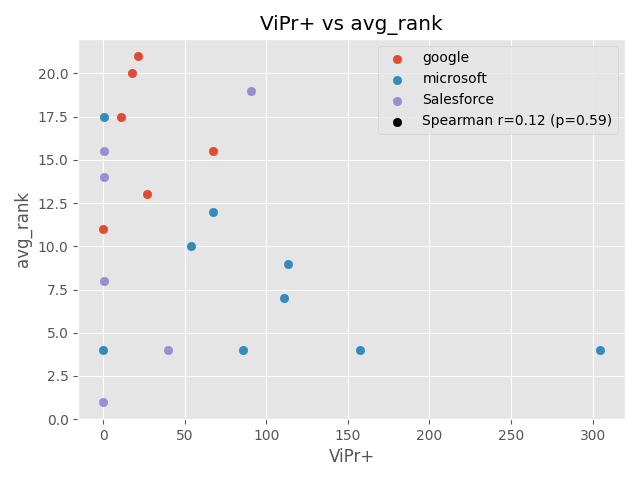 ViPr+ vs avg_rank
google
microsoft
Salesforce
Spearman r=0.12 (p=0.59)
avg_rank
20.0
17.5
15.0
12.5
10.0
7.5
5.0
2.5
0.0
0 50 100 150 200 250 300
ViPr+